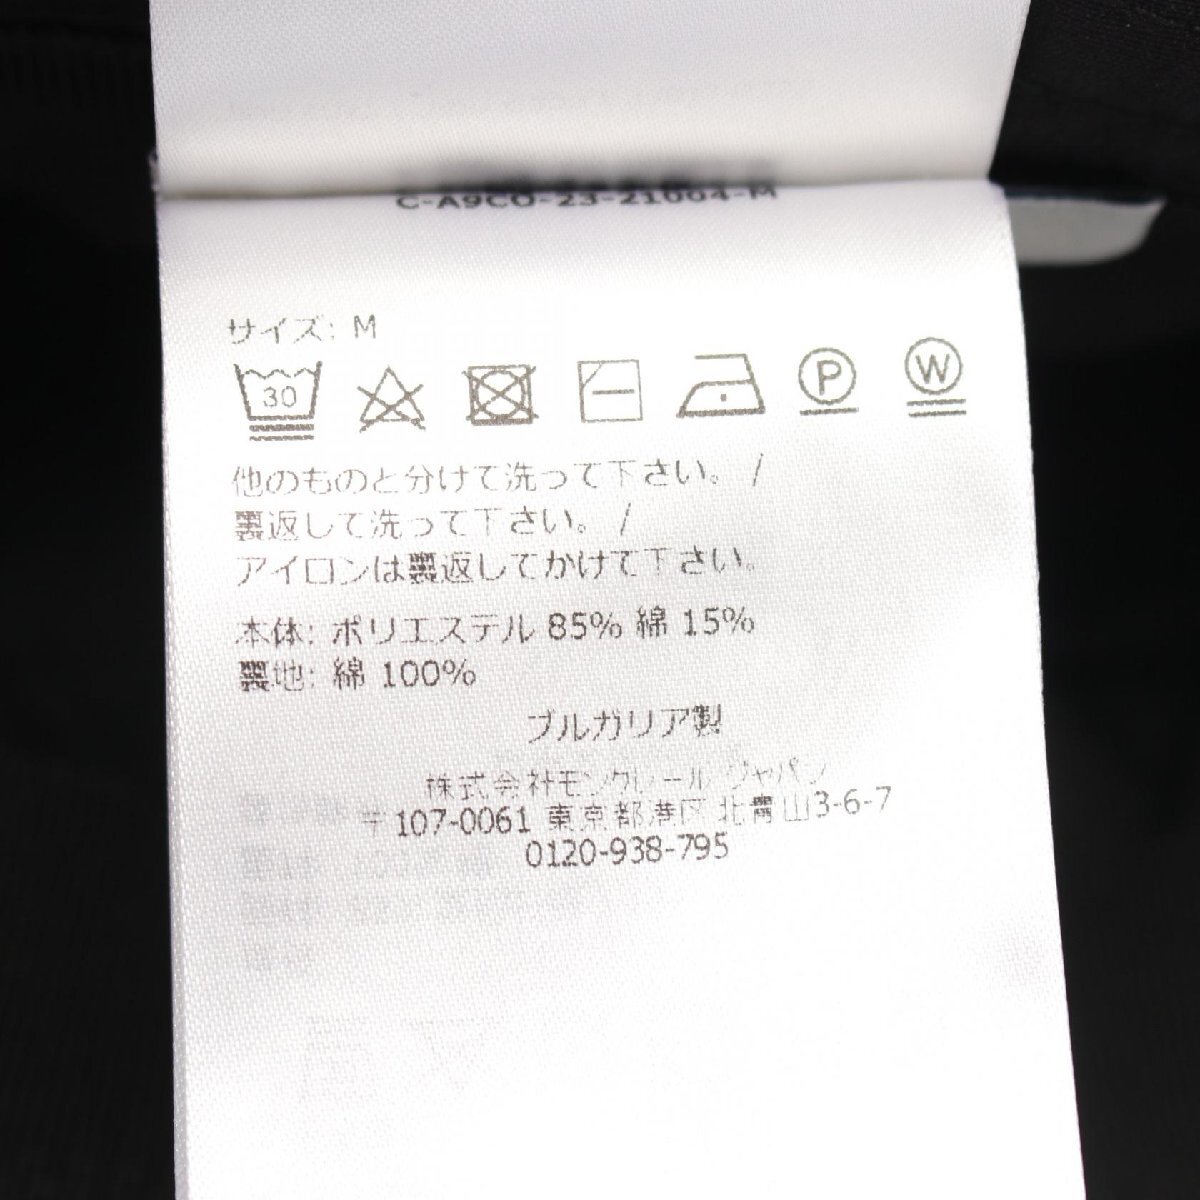 C-A9CO-23-21004-M
サイズ: M
30 P W
他のものと分けて洗って下さい。 /
裏返して洗って下さい。 /
アイロンは裏返してかけて下さい。
本体: ポリエステル 85% 綿 15%
裏地: 綿 100%
ブルガリア製
株式会社モンクレール ジャパン
〒107-0061 東京都港区 北青山3-6-7
0120-938-795